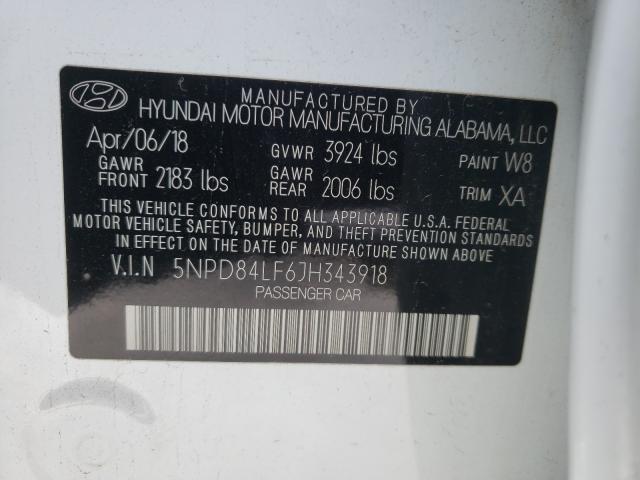 MANUFACTURED BY
HYUNDAI MOTOR MANUFACTURING ALABAMA, LLC
Apr/06/18 GVWR 3924 lbs PAINT W8
GAWR FRONT 2183 lbs GAWR REAR 2006 lbs TRIM XA
THIS VEHICLE CONFORMS TO ALL APPLICABLE U.S.A. FEDERAL
MOTOR VEHICLE SAFETY, BUMPER, AND THEFT PREVENTION STANDARDS
IN EFFECT ON THE DATE OF MANUFACTURE SHOWN ABOVE.
V.I.N 5NPD84LF6JH343918
PASSENGER CAR